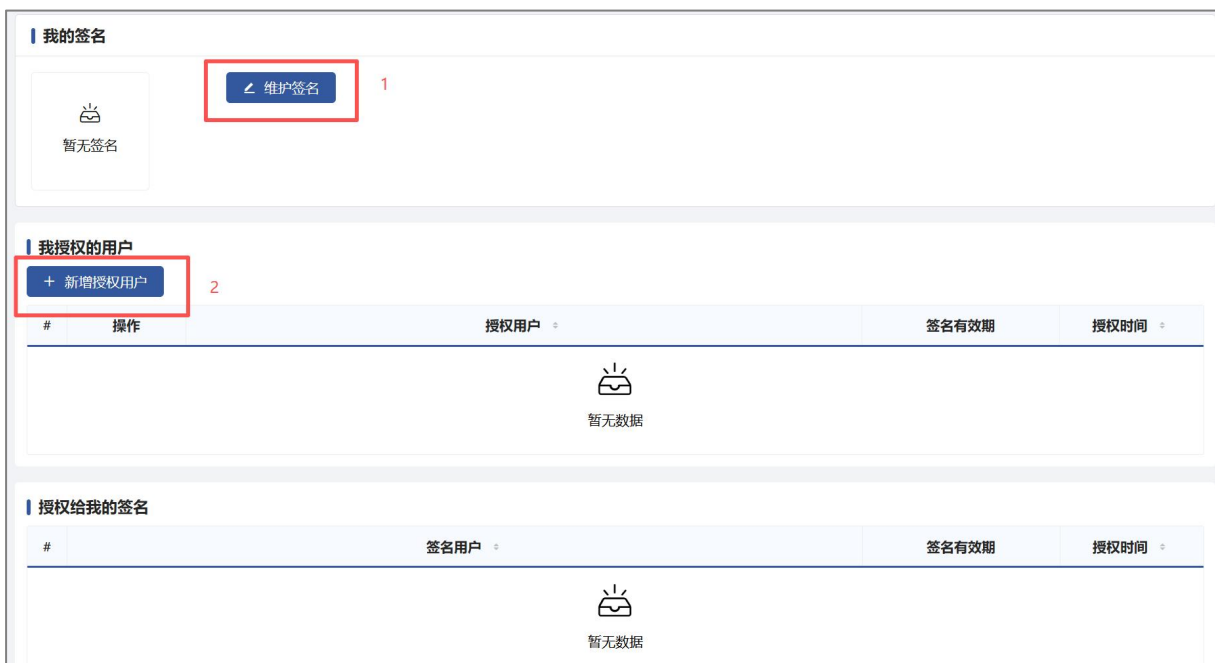 我的签名
维护签名 1
暂无签名
我授权的用户
+ 新增授权用户 2
# 操作 授权用户 签名有效期 授权时间
暂无数据
授权给我的签名
# 签名用户 签名有效期 授权时间
暂无数据